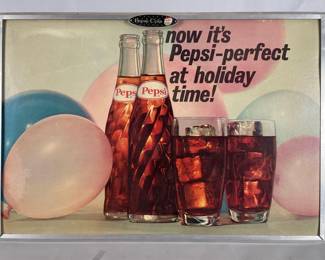 Pepsi-Cola
now it's
Pepsi-perfect
at holiday
time!
Pepsi
Pepsi